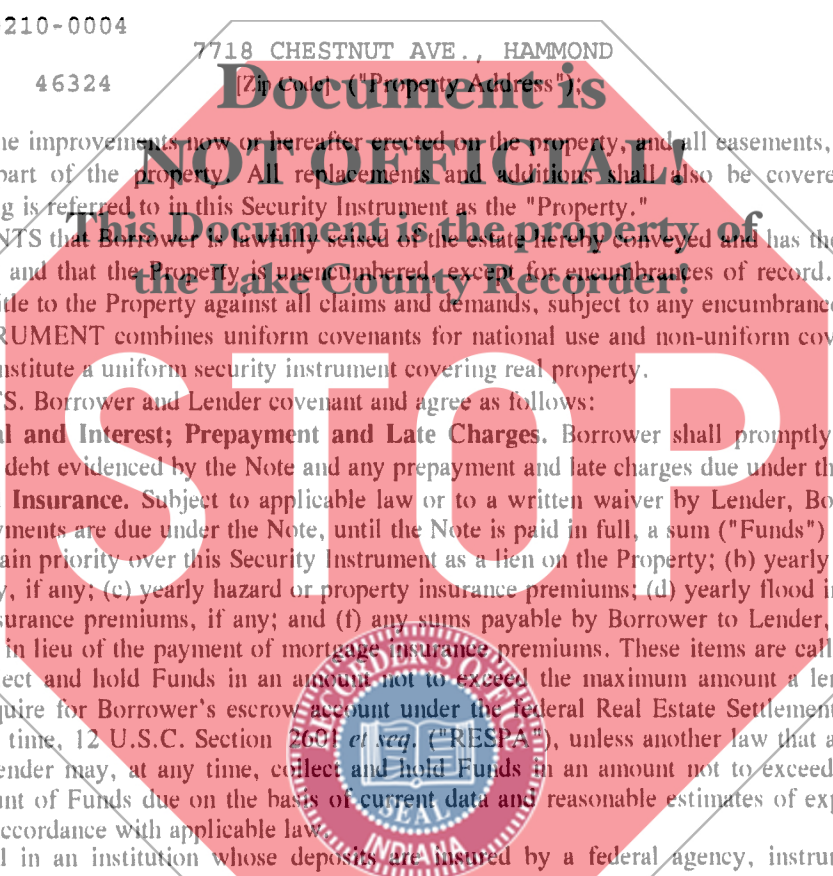 210-0004
7718 CHESTNUT AVE., HAMMOND
46324 [Zip Code] ("Property Address");
Document is
ne improvements now or hereafter erected on the property, and all easements,
NOT OFFICIAL!
part of the property. All replacements and additions shall also be covere
g is referred to in this Security Instrument as the "Property."
This Document is the property of
NTS that Borrower is lawfully seised of the estate hereby conveyed and has the
and that the Property is unencumbered, except for encumbrances of record.
the Lake County Recorder!
itle to the Property against all claims and demands, subject to any encumbrance
RUMENT combines uniform covenants for national use and non-uniform cov
nstitute a uniform security instrument covering real property.
TS. Borrower and Lender covenant and agree as follows:
al and Interest; Prepayment and Late Charges. Borrower shall promptly
debt evidenced by the Note and any prepayment and late charges due under th
Insurance. Subject to applicable law or to a written waiver by Lender, Bo
yments are due under the Note, until the Note is paid in full, a sum ("Funds")
STOP
ain priority over this Security Instrument as a lien on the Property; (b) yearly
y, if any; (c) yearly hazard or property insurance premiums; (d) yearly flood i
surance premiums, if any; and (f) any sums payable by Borrower to Lender,
in lieu of the payment of mortgage insurance premiums. These items are call
lect and hold Funds in an amount not to exceed the maximum amount a le
quire for Borrower's escrow account under the federal Real Estate Settlement
time, 12 U.S.C. Section 2601 et seq. ("RESPA"), unless another law that a
ender may, at any time, collect and hold Funds in an amount not to exceed
unt of Funds due on the basis of current data and reasonable estimates of exp
ccordance with applicable law.
l in an institution whose deposits are insured by a federal agency, instru
RECORDER'S OFFICE
SEAL
INDIANA